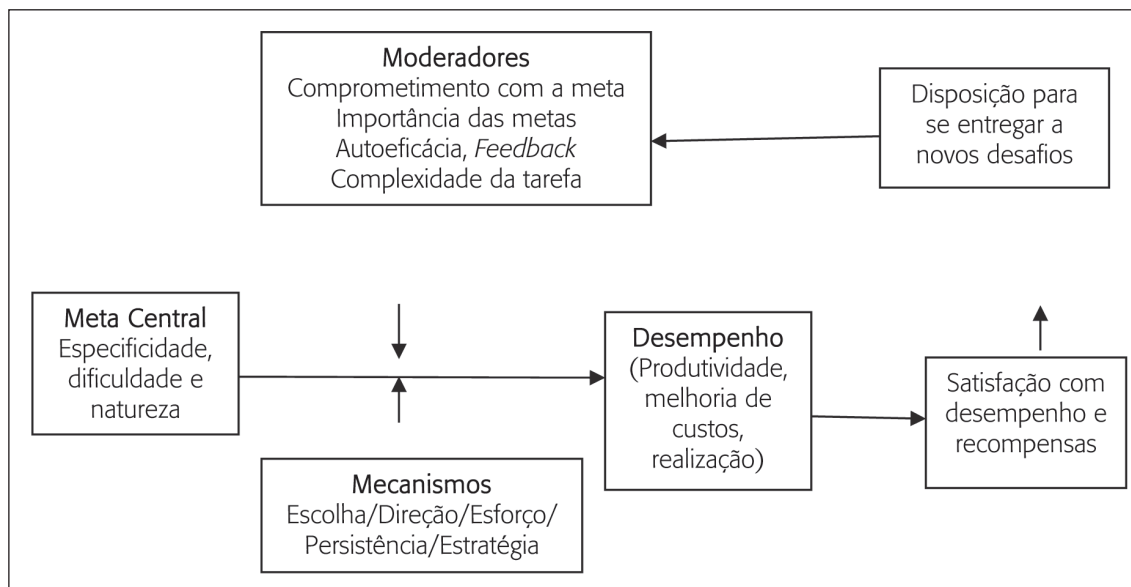 Moderadores
Comprometimento com a meta
Importância das metas
Autoeficácia, Feedback
Complexidade da tarefa
Disposição para
se entregar a
novos desafios
Meta Central
Especificidade,
dificuldade e
natureza
Desempenho
(Produtividade,
melhoria de
custos,
realização)
Satisfação com
desempenho e
recompensas
Mecanismos
Escolha/Direção/Esforço/
Persistência/Estratégia